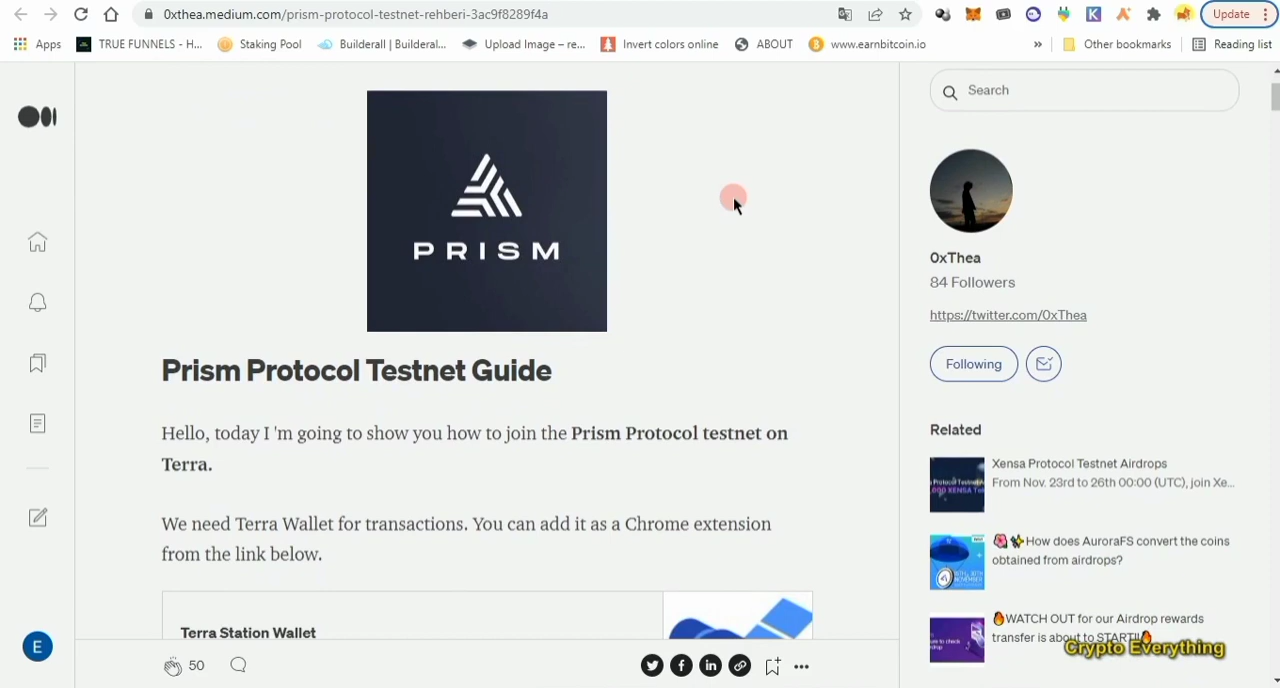 0xthea.medium.com/prism-protocol-testnet-rehberi-3ac9f8289f4a
Update
Apps
TRUE FUNNELS - H...
Staking Pool
Builderall | Builderal...
Upload Image – re...
Invert colors online
ABOUT
www.earnbitcoin.io
»
Other bookmarks
Reading list
Search
PRISM
0xThea
84 Followers
https://twitter.com/0xThea
Following
Prism Protocol Testnet Guide
Hello, today I 'm going to show you how to join the Prism Protocol testnet on
Terra.
We need Terra Wallet for transactions. You can add it as a Chrome extension
from the link below.
Terra Station Wallet
50
E
Related
Xensa Protocol Testnet Airdrops
From Nov. 23rd to 26th 00:00 (UTC), join Xe...
How does AuroraFS convert the coins
obtained from airdrops?
WATCH OUT for our Airdrop rewards
transfer is about to START!!
Crypto Everything